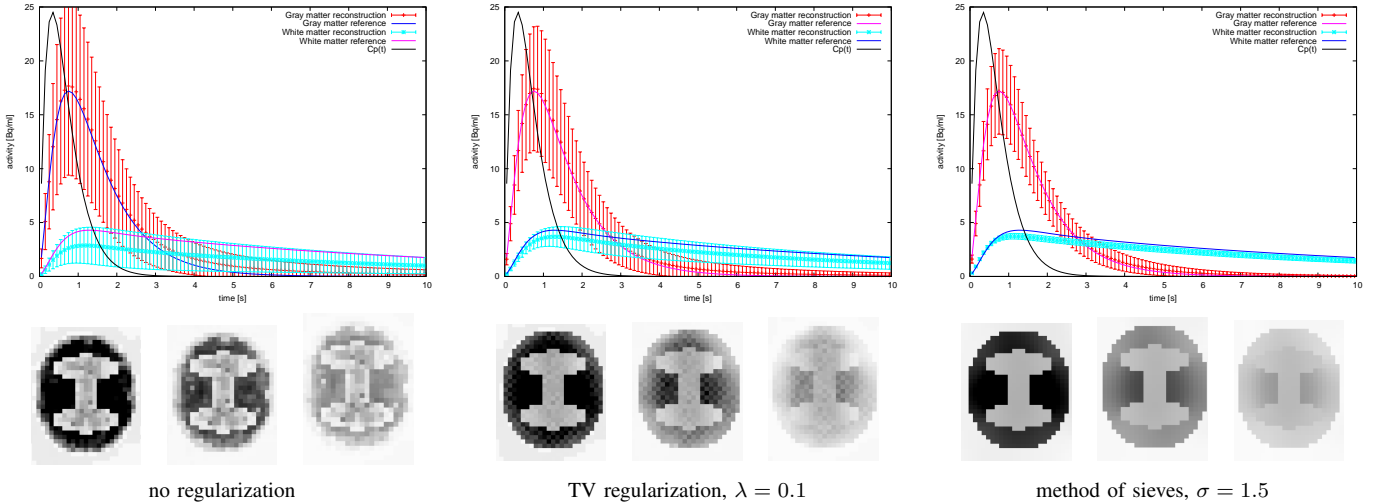 25
20
15
10
5
0
activity [Bq/ml]
0 1 2 3 4 5 6 7 8 9 10
time [s]
Gray matter reconstruction
Gray matter reference
White matter reconstruction
White matter reference
Cp(t)
no regularization
25
20
15
10
5
0
activity [Bq/ml]
0 1 2 3 4 5 6 7 8 9 10
time [s]
Gray matter reconstruction
Gray matter reference
White matter reconstruction
White matter reference
Cp(t)
TV regularization, λ = 0.1
25
20
15
10
5
0
activity [Bq/ml]
0 1 2 3 4 5 6 7 8 9 10
time [s]
Gray matter reconstruction
Gray matter reference
White matter reconstruction
White matter reference
Cp(t)
method of sieves, σ = 1.5